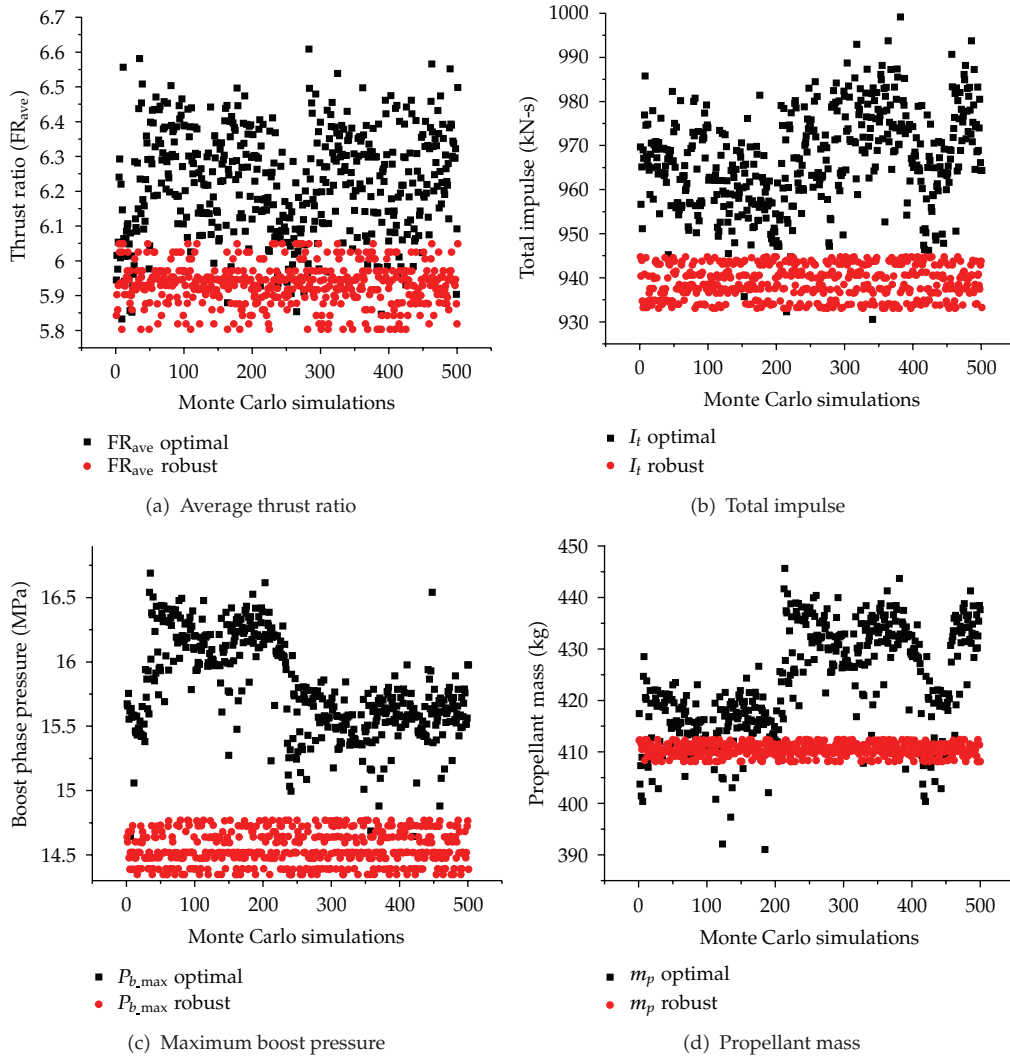 6.7
6.6
6.5
6.4
6.3
6.2
6.1
6
5.9
5.8
Thrust ratio (FR_ave)
0 100 200 300 400 500
Monte Carlo simulations
FR_ave optimal
FR_ave robust
(a) Average thrust ratio
1000
990
980
970
960
950
940
930
Total impulse (kN-s)
0 100 200 300 400 500
Monte Carlo simulations
I_t optimal
I_t robust
(b) Total impulse
16.5
16
15.5
15
14.5
Boost phase pressure (MPa)
0 100 200 300 400 500
Monte Carlo simulations
P_b_max optimal
P_b_max robust
(c) Maximum boost pressure
450
440
430
420
410
400
390
Propellant mass (kg)
0 100 200 300 400 500
Monte Carlo simulations
m_p optimal
m_p robust
(d) Propellant mass